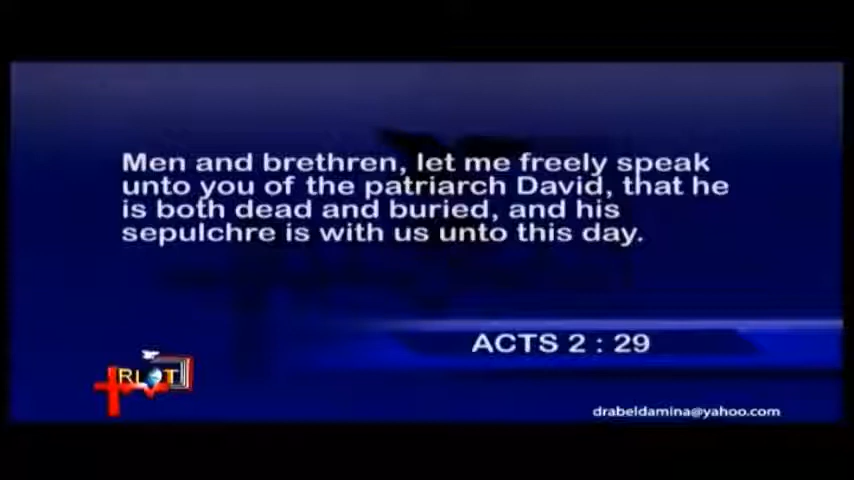 Men and brethren, let me freely speak
unto you of the patriarch David, that he
is both dead and buried, and his
sepulchre is with us unto this day.
ACTS 2 : 29
RIOT
drabeldamina@yahoo.com